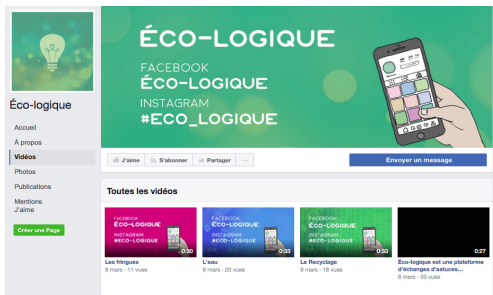 ÉCO-LOGIQUE
FACEBOOK
ÉCO-LOGIQUE
INSTAGRAM
#ECO_LOGIQUE
Éco-logique
Accueil
À propos
Vidéos
Photos
Publications
Mentions
J'aime
Créer une Page
J'aime S'abonner Partager ...
Envoyer un message
Toutes les vidéos
FACEBOOK
ÉCO-LOGIQUE
INSTAGRAM
#ECO-LOGIQUE
0:30
Les fringues
9 mars · 11 vues
FACEBOOK
ÉCO-LOGIQUE
INSTAGRAM
#ECO-LOGIQUE
0:33
L'eau
9 mars · 20 vues
FACEBOOK
ÉCO-LOGIQUE
INSTAGRAM
#ECO-LOGIQUE
0:33
Le Recyclage
9 mars · 18 vues
0:27
Éco-logique est une plateforme
d'échanges d'astuces...
8 mars · 33 vues